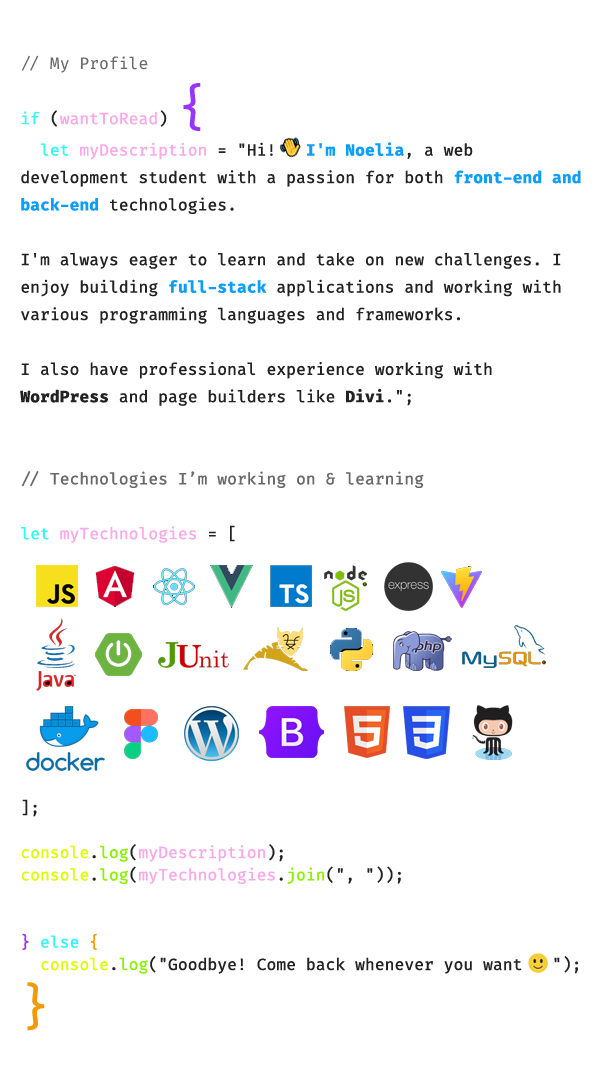 // My Profile
if (wantToRead) {
let myDescription = "Hi!👋I'm Noelia, a web
development student with a passion for both front-end and
back-end technologies.
I'm always eager to learn and take on new challenges. I
enjoy building full-stack applications and working with
various programming languages and frameworks.
I also have professional experience working with
WordPress and page builders like Divi.";
// Technologies I’m working on & learning
let myTechnologies = [
JS A TS node JS express
Java JUnit php MySQL.
docker W B 5 3
];
console.log(myDescription);
console.log(myTechnologies.join(", "));
} else {
console.log("Goodbye! Come back whenever you want 🙂");
}